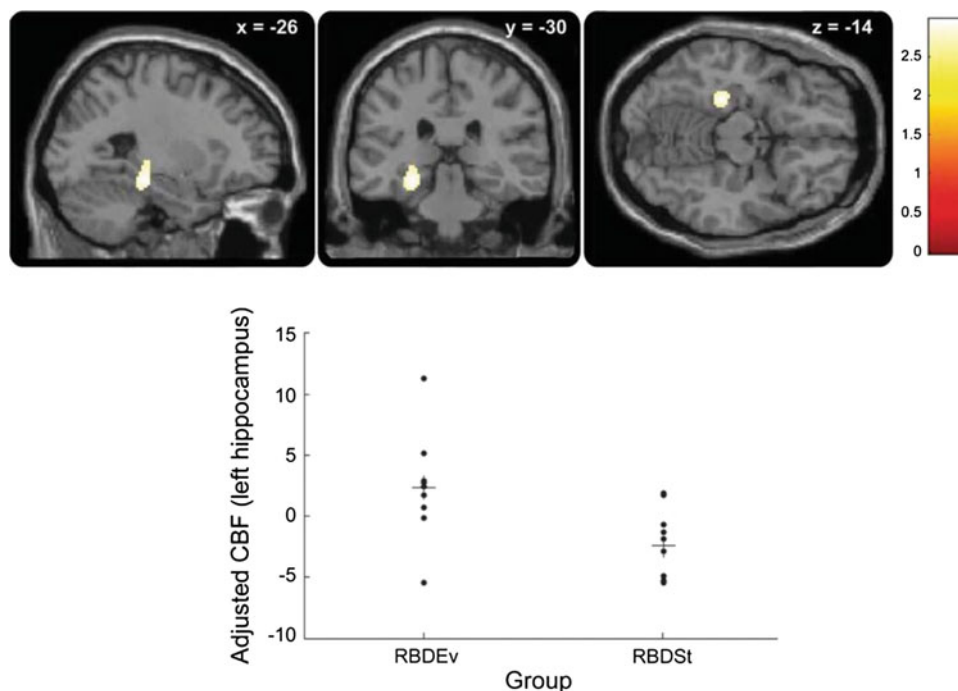 x = -26
y = -30
z = -14
2.5
2
1.5
1
0.5
0
15
10
5
0
-5
-10
Adjusted CBF (left hippocampus)
RBDEv
RBDSt
Group